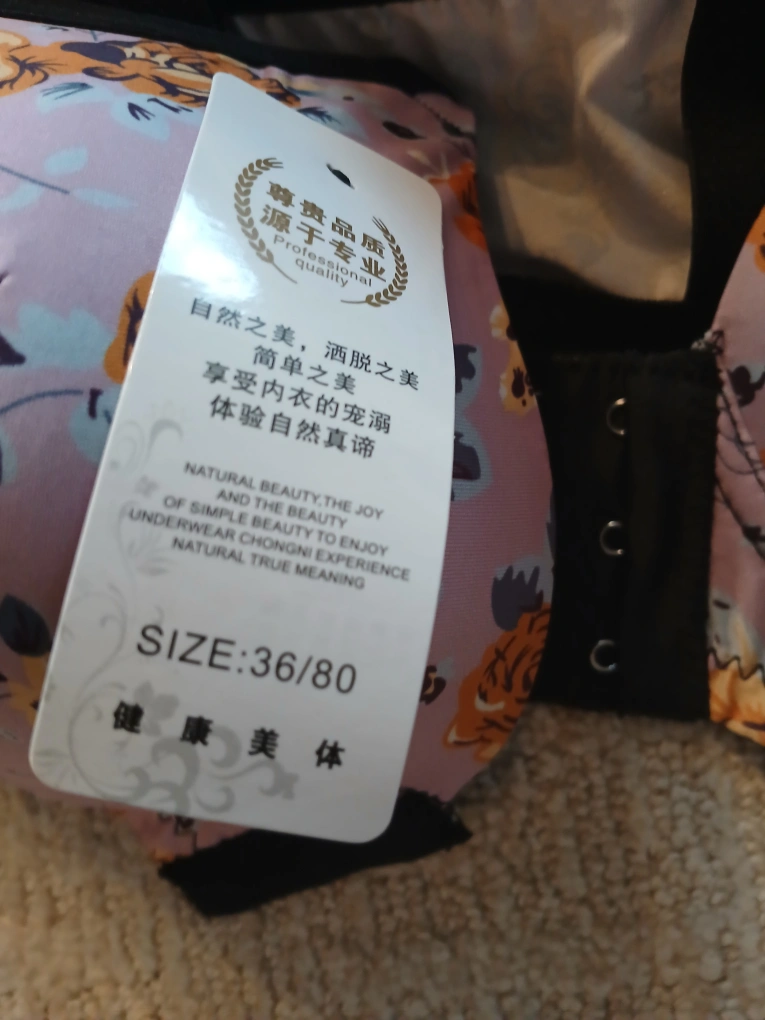 尊贵品质
源于专业
Professional
quality
自然之美，洒脱之美
简单之美
享受内衣的宠溺
体验自然真谛
NATURAL BEAUTY,THE JOY
AND THE BEAUTY
OF SIMPLE BEAUTY TO ENJOY
UNDERWEAR CHONGNI EXPERIENCE
NATURAL TRUE MEANING
SIZE:36/80
健康美体